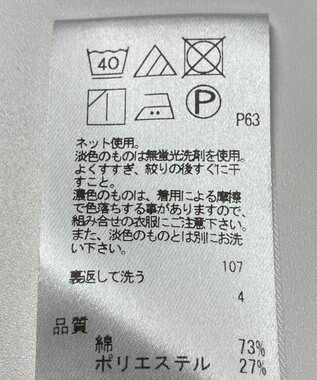 40
P
P63
ネット使用。
淡色のものは無蛍光洗剤を使用。
よくすすぎ、絞りの後すぐに干
すこと。
濃色のものは、着用による摩擦
で色落ちする事がありますので、
組み合せの衣服にご注意下さい。
また、淡色のものとは別にお洗
い下さい。
107
裏返して洗う
4
品質
綿 73%
ポリエステル 27%